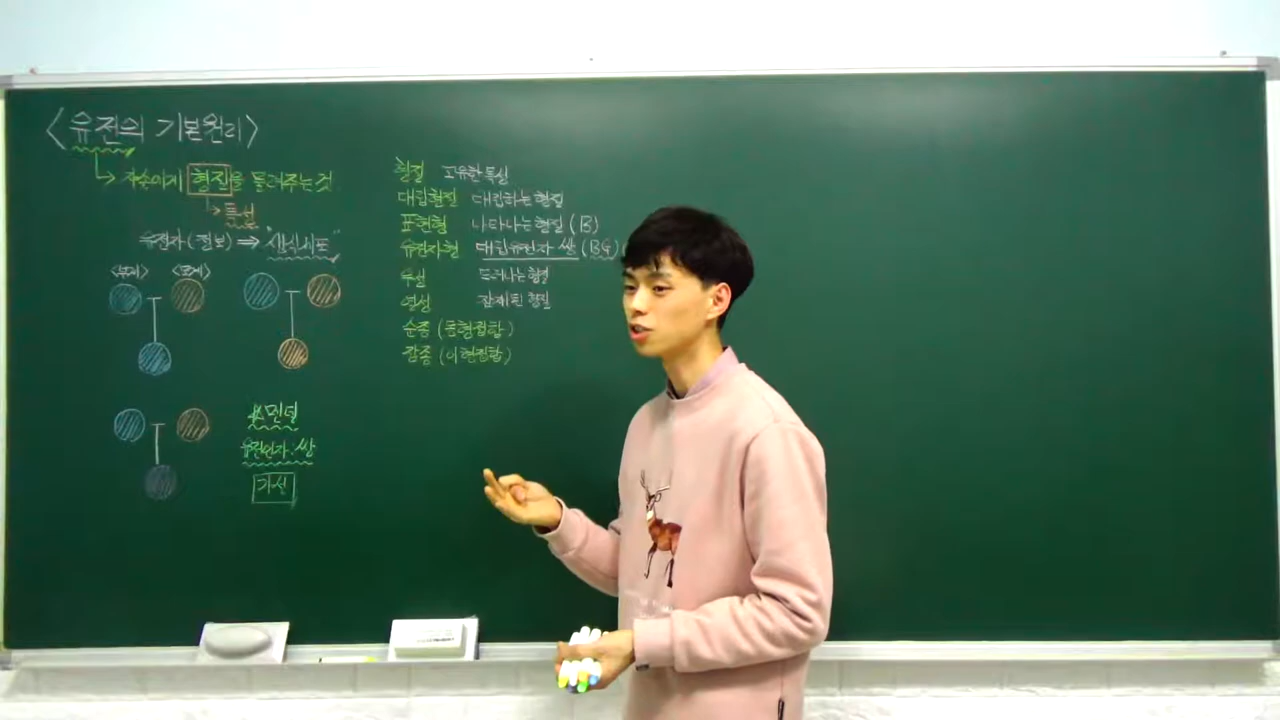 <유전의 기본원리>
자손에게 형질을 물려주는 것
특성
유전자(정보) ⇒ "생식세포"
<부계> <모계>
※멘델
유전인자: 쌍
가설
형질 고유한 특성
대립형질 대립하는 형질
표현형 나타나는 형질 (B)
유전자형 대립유전자 쌍 (BG)
우성 드러나는 형질
열성 잠재된 형질
순종 (동형접합)
잡종 (이형접합)